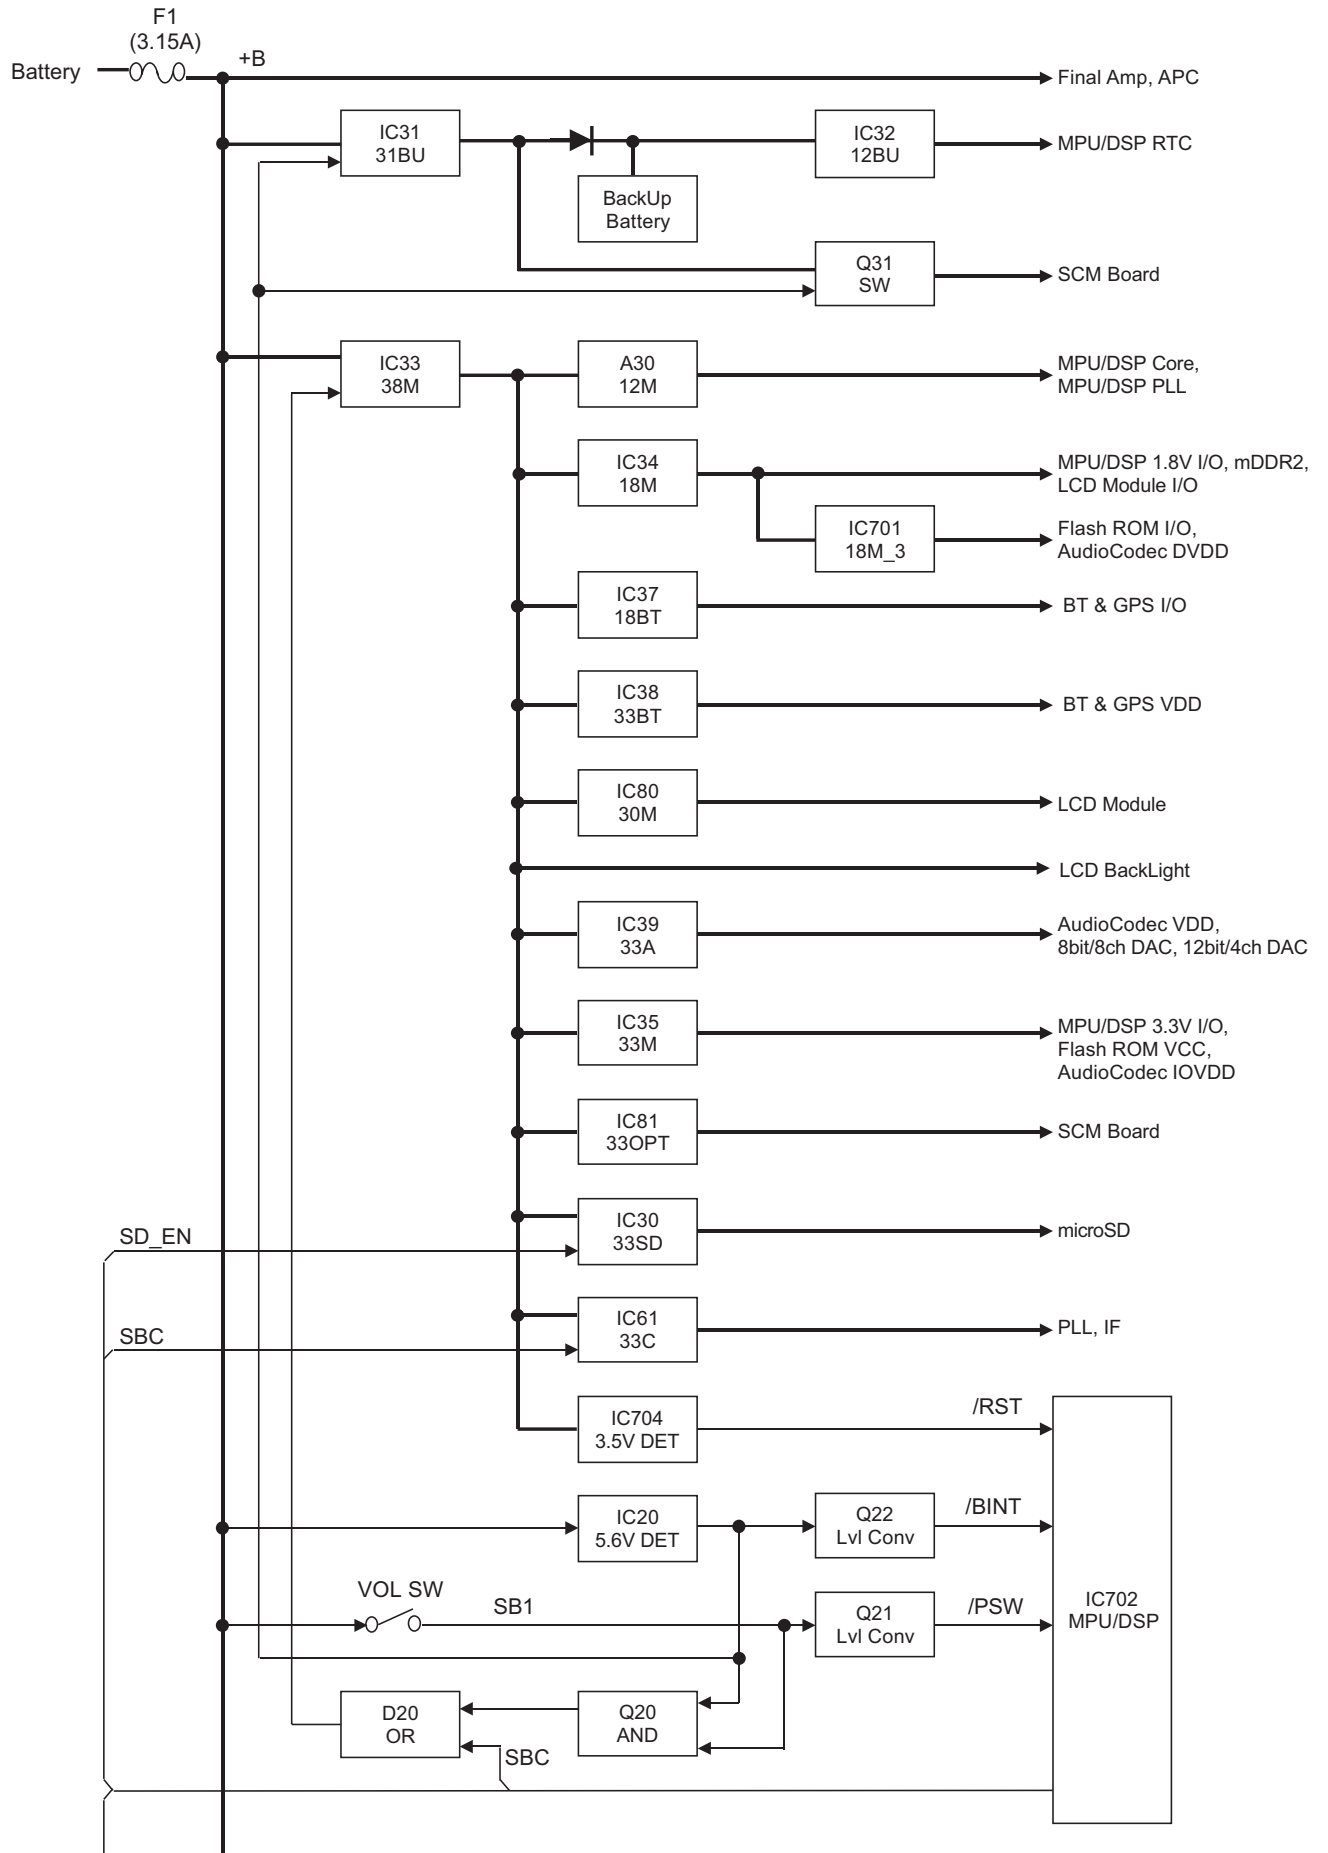 F1
(3.15A)
Battery
+B
Final Amp, APC
IC31
31BU
IC32
12BU
MPU/DSP RTC
BackUp
Battery
Q31
SW
SCM Board
IC33
38M
A30
12M
MPU/DSP Core,
MPU/DSP PLL
IC34
18M
MPU/DSP 1.8V I/O, mDDR2,
LCD Module I/O
IC701
18M_3
Flash ROM I/O,
AudioCodec DVDD
IC37
18BT
BT & GPS I/O
IC38
33BT
BT & GPS VDD
IC80
30M
LCD Module
LCD BackLight
IC39
33A
AudioCodec VDD,
8bit/8ch DAC, 12bit/4ch DAC
IC35
33M
MPU/DSP 3.3V I/O,
Flash ROM VCC,
AudioCodec IOVDD
IC81
33OPT
SCM Board
SD_EN
IC30
33SD
microSD
SBC
IC61
33C
PLL, IF
IC704
3.5V DET
/RST
IC20
5.6V DET
Q22
Lvl Conv
/BINT
VOL SW
SB1
Q21
Lvl Conv
/PSW
IC702
MPU/DSP
D20
OR
Q20
AND
SBC